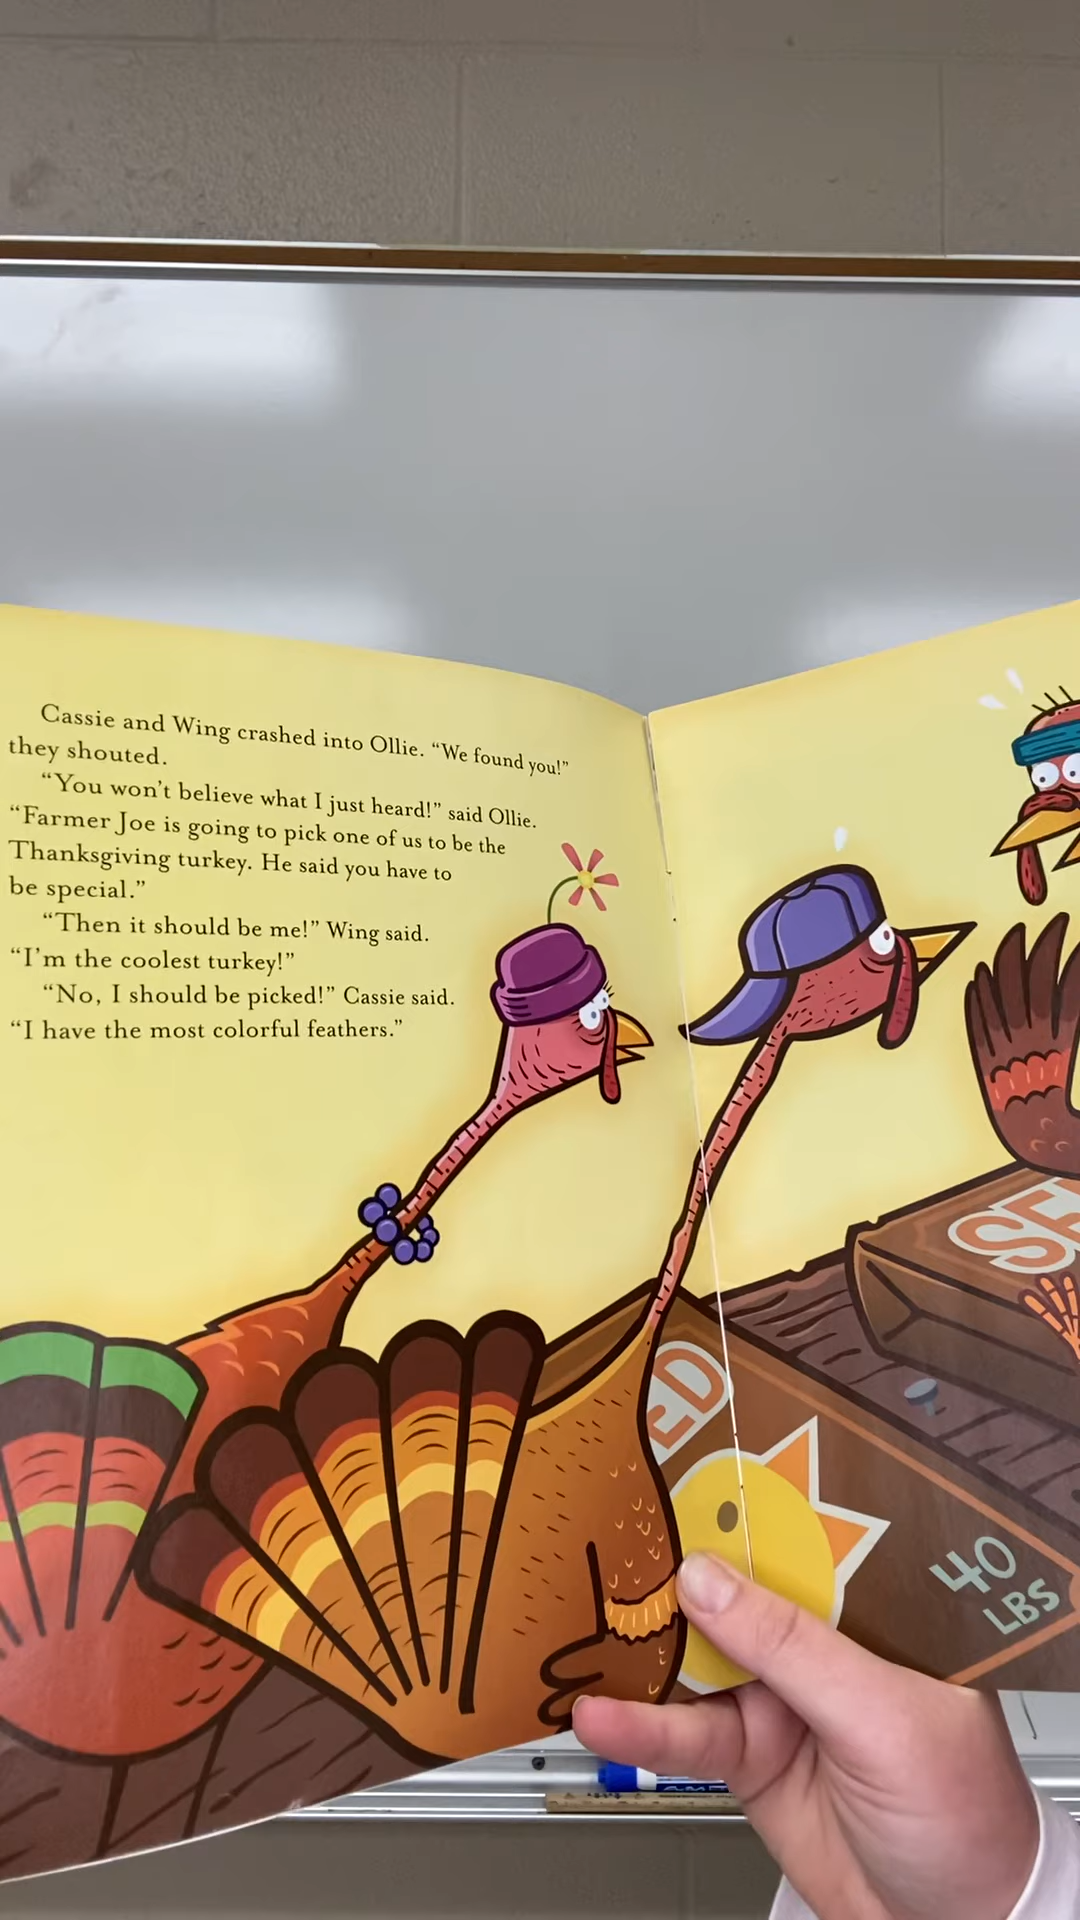 Cassie and Wing crashed into Ollie. “We found you!”
they shouted.
“You won’t believe what I just heard!” said Ollie.
“Farmer Joe is going to pick one of us to be the
Thanksgiving turkey. He said you have to
be special.”
“Then it should be me!” Wing said.
“I’m the coolest turkey!”
“No, I should be picked!” Cassie said.
“I have the most colorful feathers.”
SE
ED
40
LBS